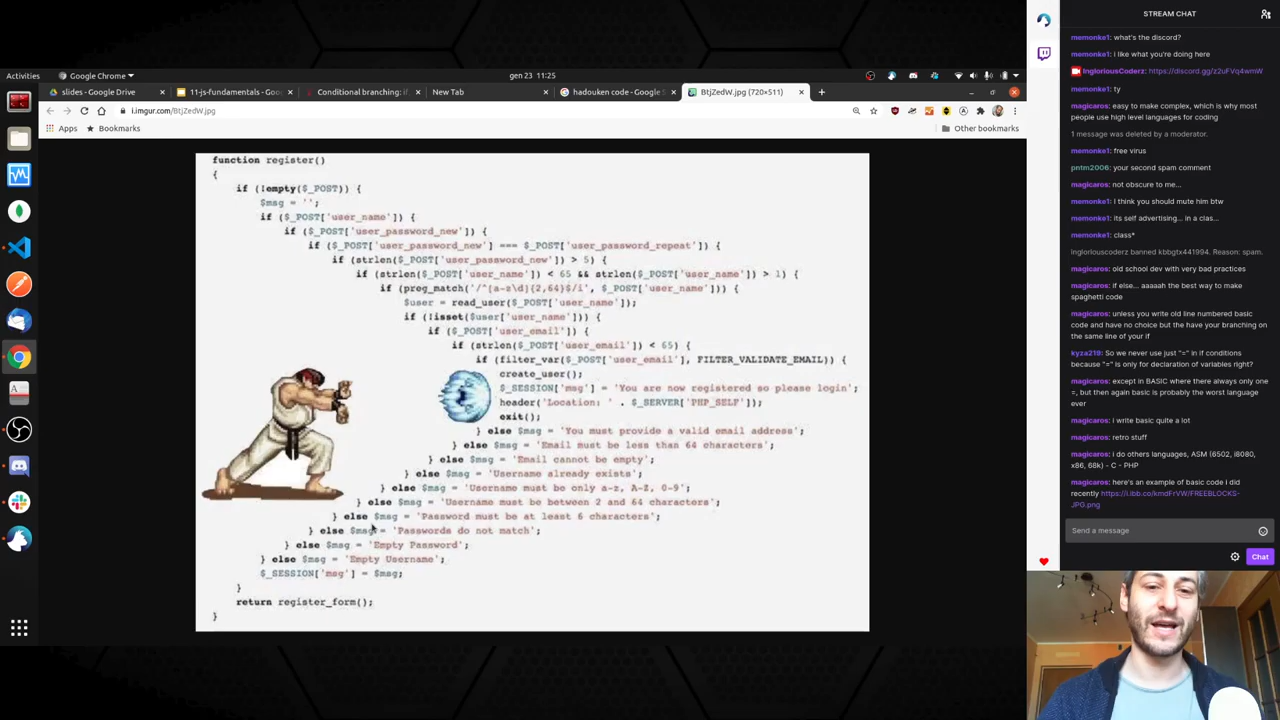 Activities
Google Chrome
gen 23 11:25
slides - Google Drive
11-js-fundamentals - Goog
Conditional branching: if
New Tab
hadouken code - Google S
BtjZedW.jpg (720×511)
i.imgur.com/BtjZedW.jpg
Apps
Bookmarks
Other bookmarks
function register()
{
if (!empty($_POST)) {
$msg = '';
if ($_POST['user_name']) {
if ($_POST['user_password_new']) {
if ($_POST['user_password_new'] === $_POST['user_password_repeat']) {
if (strlen($_POST['user_password_new']) > 5) {
if (strlen($_POST['user_name']) < 65 && strlen($_POST['user_name']) > 1) {
if (preg_match('/^[a-z\d]{2,64}$/i', $_POST['user_name'])) {
$user = read_user($_POST['user_name']);
if (!isset($user['user_name'])) {
if ($_POST['user_email']) {
if (strlen($_POST['user_email']) < 65) {
if (filter_var($_POST['user_email'], FILTER_VALIDATE_EMAIL)) {
create_user();
$_SESSION['msg'] = 'You are now registered so please login';
header('Location: ' . $_SERVER['PHP_SELF']);
exit();
} else $msg = 'You must provide a valid email address';
} else $msg = 'Email must be less than 64 characters';
} else $msg = 'Email cannot be empty';
} else $msg = 'Username already exists';
} else $msg = 'Username must be only a-z, A-Z, 0-9';
} else $msg = 'Username must be between 2 and 64 characters';
} else $msg = 'Password must be at least 6 characters';
} else $msg = 'Passwords do not match';
} else $msg = 'Empty Password';
} else $msg = 'Empty Username';
$_SESSION['msg'] = $msg;
}
return register_form();
}
STREAM CHAT
memonke1: what's the discord?
memonke1: i like what you're doing here
IngloriousCoderz: https://discord.gg/z2uFVq4wmW
memonke1: ty
magicaros: easy to make complex, which is why most
people use high level languages for coding
1 message was deleted by a moderator.
memonke1: free virus
pntm2006: your second spam comment
magicaros: not obscure to me...
memonke1: I think you should mute him btw
memonke1: its self advertising... in a clas...
memonke1: class*
Ingloriouscoderz banned kbbgtx441994. Reason: spam.
magicaros: old school dev with very bad practices
magicaros: if else... aaaaah the best way to make
spaghetti code
magicaros: unless you write old line numbered basic
code and have no choice but the have your branching on
the same line of your if
kyza219: So we never use just "=" in if conditions
because "=" is only for declaration of variables right?
magicaros: except in BASIC where there always only one
=, but then again basic is probably the worst language
ever
magicaros: i write basic quite a lot
magicaros: retro stuff
magicaros: i do others languages, ASM (6502, i8080,
x86, 68k) - C - PHP
magicaros: here's an example of basic code i did
recently https://i.ibb.co/kmdFrVW/FREEBLOCKS-
JPG.png
Send a message
Chat